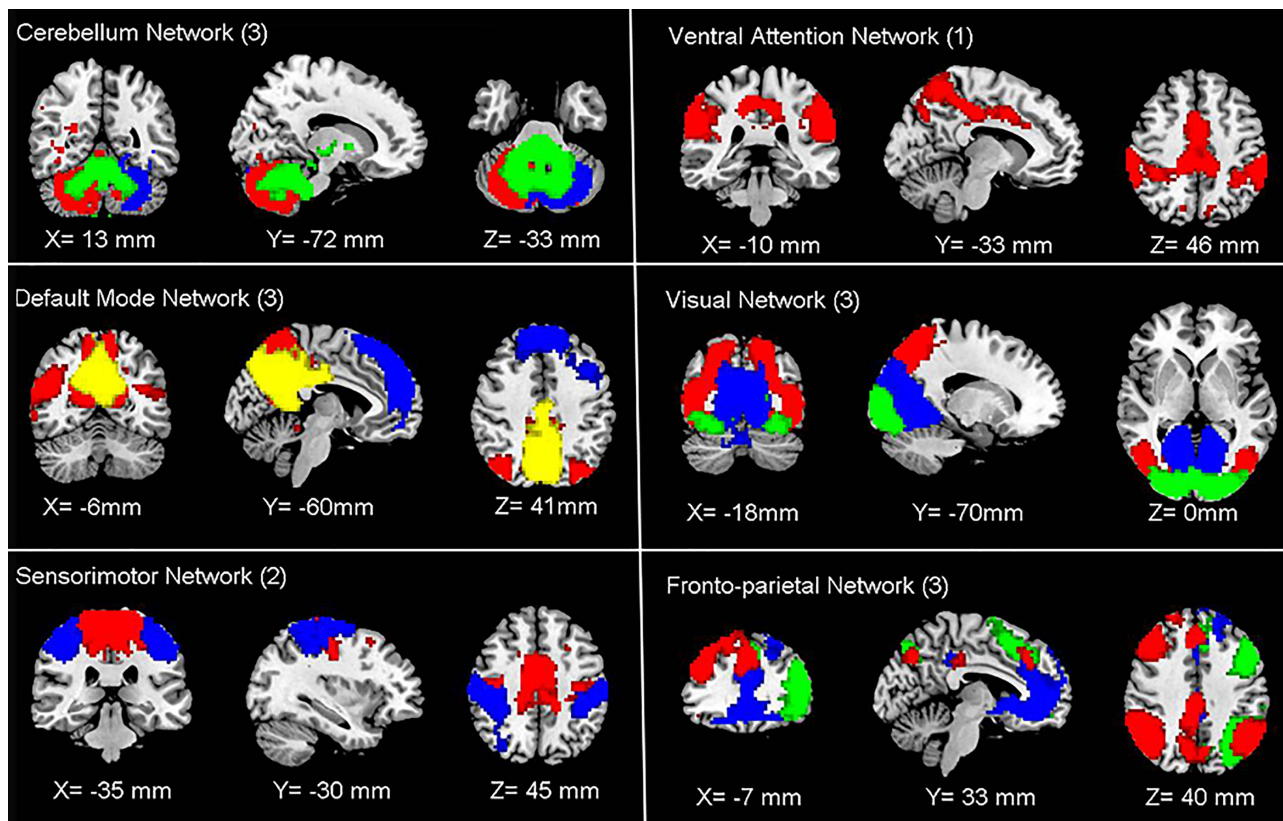 Cerebellum Network (3)
X= 13 mm
Y= -72 mm
Z= -33 mm
Ventral Attention Network (1)
X= -10 mm
Y= -33 mm
Z= 46 mm
Default Mode Network (3)
X= -6mm
Y= -60mm
Z= 41mm
Visual Network (3)
X= -18mm
Y= -70mm
Z= 0mm
Sensorimotor Network (2)
X= -35 mm
Y= -30 mm
Z= 45 mm
Fronto-parietal Network (3)
X= -7 mm
Y= 33 mm
Z= 40 mm